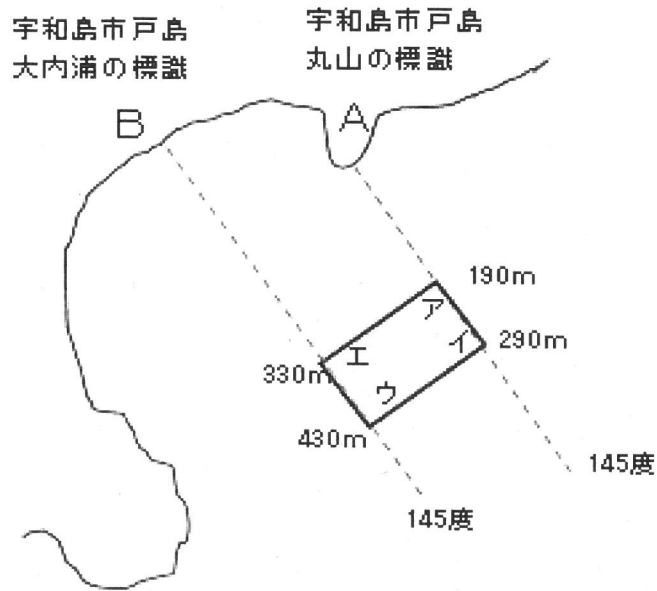 宇和島市戸島
大内浦の標識
宇和島市戸島
丸山の標識
B
A
190m
ア
イ
290m
エ
330m
ウ
430m
145度
145度